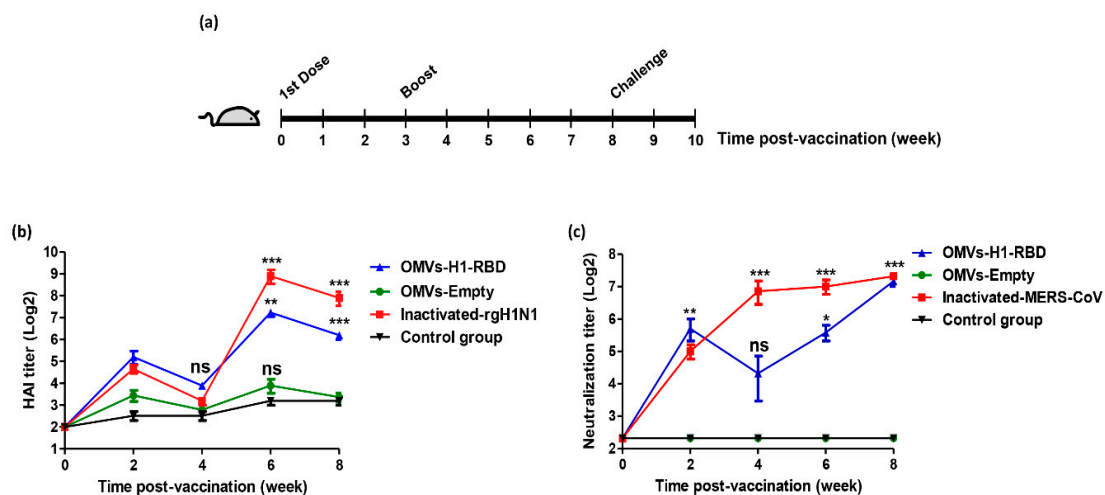 (a)
1st Dose
Boost
Challenge
0 1 2 3 4 5 6 7 8 9 10 Time post-vaccination (week)
(b)
HAI titer (Log2)
10
9
8
7
6
5
4
3
2
1
0 2 4 6 8
Time post-vaccination (week)
ns
***
**
ns
***
***
OMVs-H1-RBD
OMVs-Empty
Inactivated-rgH1N1
Control group
(c)
Neutralization titer (Log2)
8
7
6
5
4
3
2
0 2 4 6 8
Time post-vaccination (week)
**
***
ns
***
*
***
OMVs-H1-RBD
OMVs-Empty
Inactivated-MERS-CoV
Control group